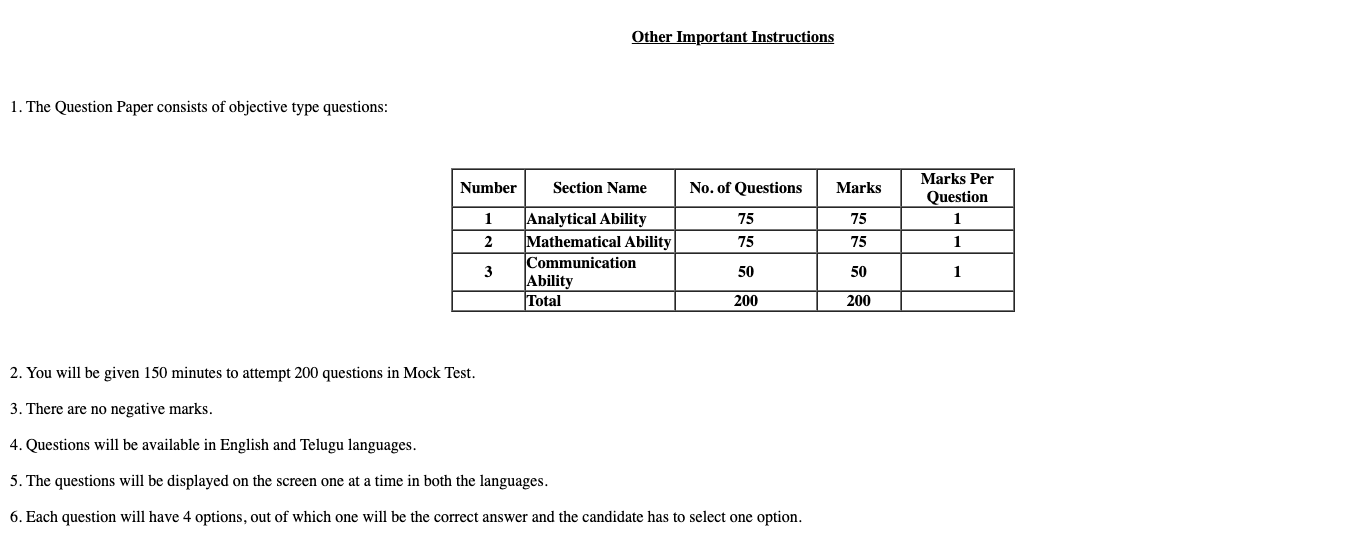 Other Important Instructions
1. The Question Paper consists of objective type questions:
Number Section Name No. of Questions Marks Marks Per Question
1 Analytical Ability 75 75 1
2 Mathematical Ability 75 75 1
3 Communication Ability 50 50 1
Total 200 200
2. You will be given 150 minutes to attempt 200 questions in Mock Test.
3. There are no negative marks.
4. Questions will be available in English and Telugu languages.
5. The questions will be displayed on the screen one at a time in both the languages.
6. Each question will have 4 options, out of which one will be the correct answer and the candidate has to select one option.